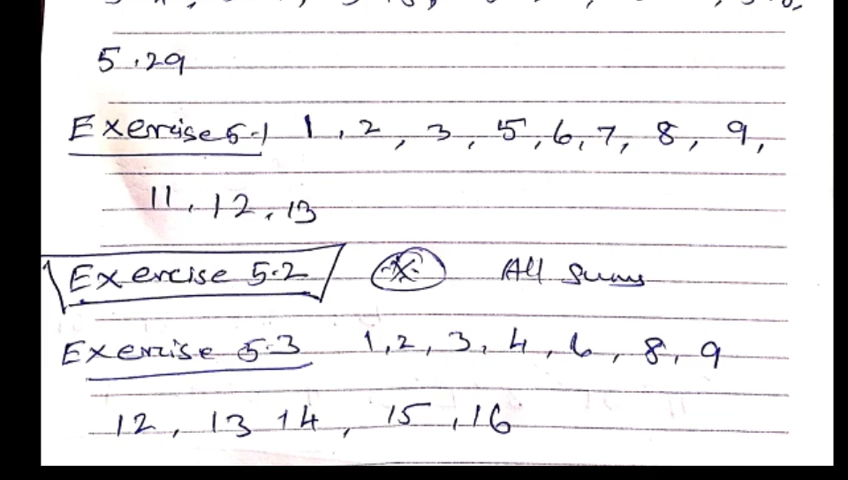 5.29
Exercise 5.1 1, 2, 3, 5, 6, 7, 8, 9,
11, 12, 13
Exercise 5.2 All Sums
Exercise 5.3 1, 2, 3, 4, 6, 8, 9
12, 13 14, 15, 16